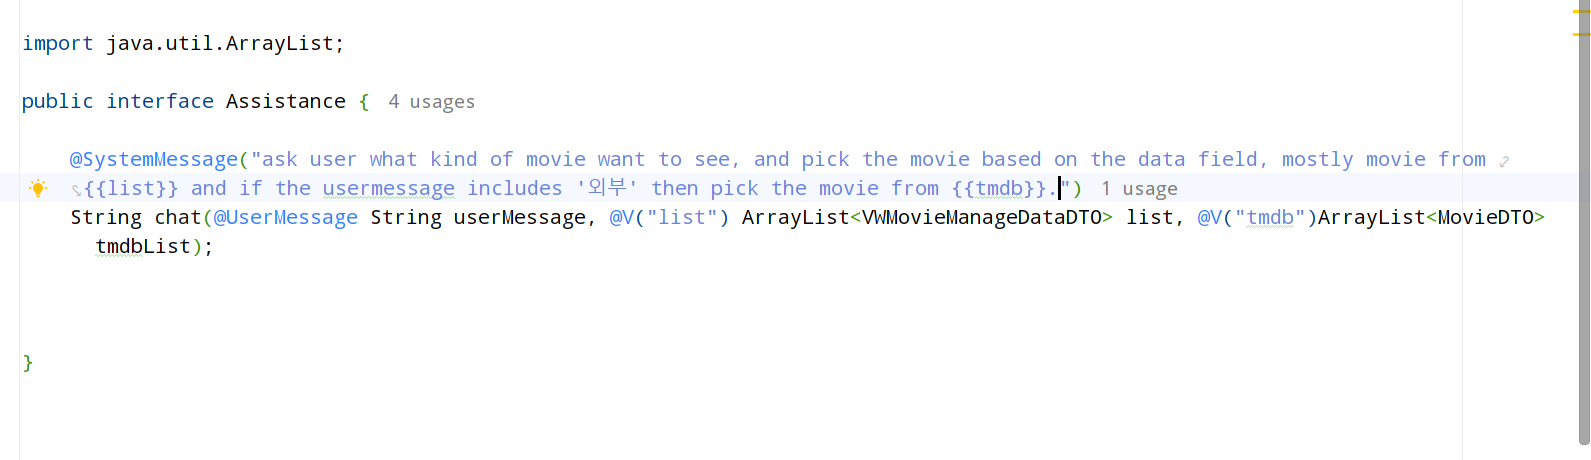 import java.util.ArrayList;
public interface Assistance { 4 usages
@SystemMessage("ask user what kind of movie want to see, and pick the movie based on the data field, mostly movie from
{{list}} and if the usermessage includes '외부' then pick the movie from {{tmdb}}.") 1 usage
String chat(@UserMessage String userMessage, @V("list") ArrayList<VWMovieManageDataDTO> list, @V("tmdb")ArrayList<MovieDTO>
tmdbList);
}